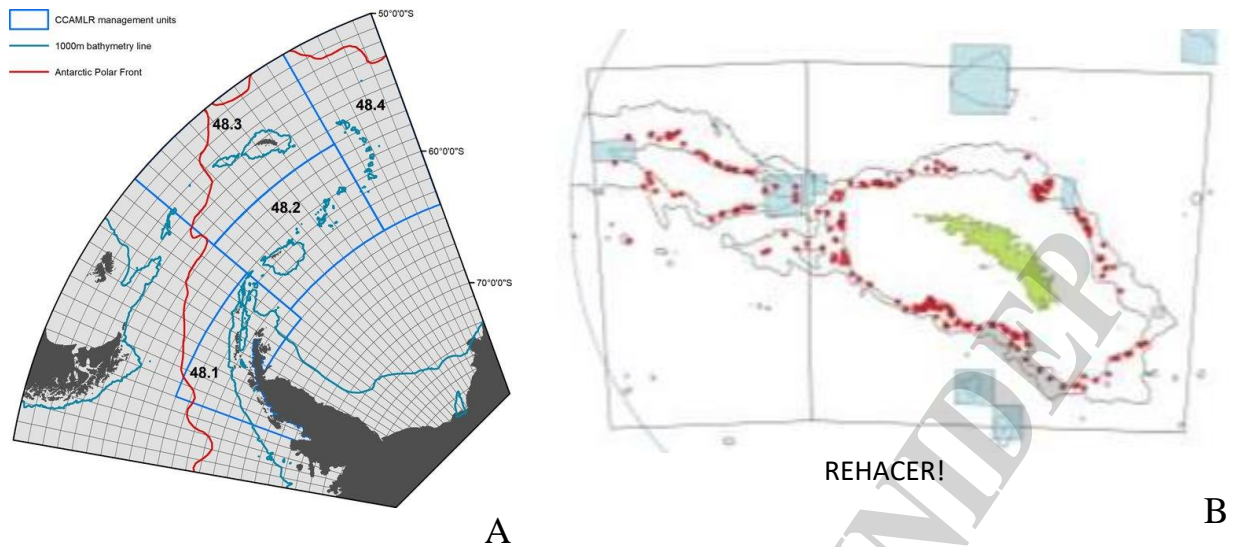 CCAMLR management units
1000m bathymetry line
Antarctic Polar Front
50°0'0"S
48.4
48.3
60°0'0"S
48.2
70°0'0"S
48.1
A
REHACER!
B
NIDEP